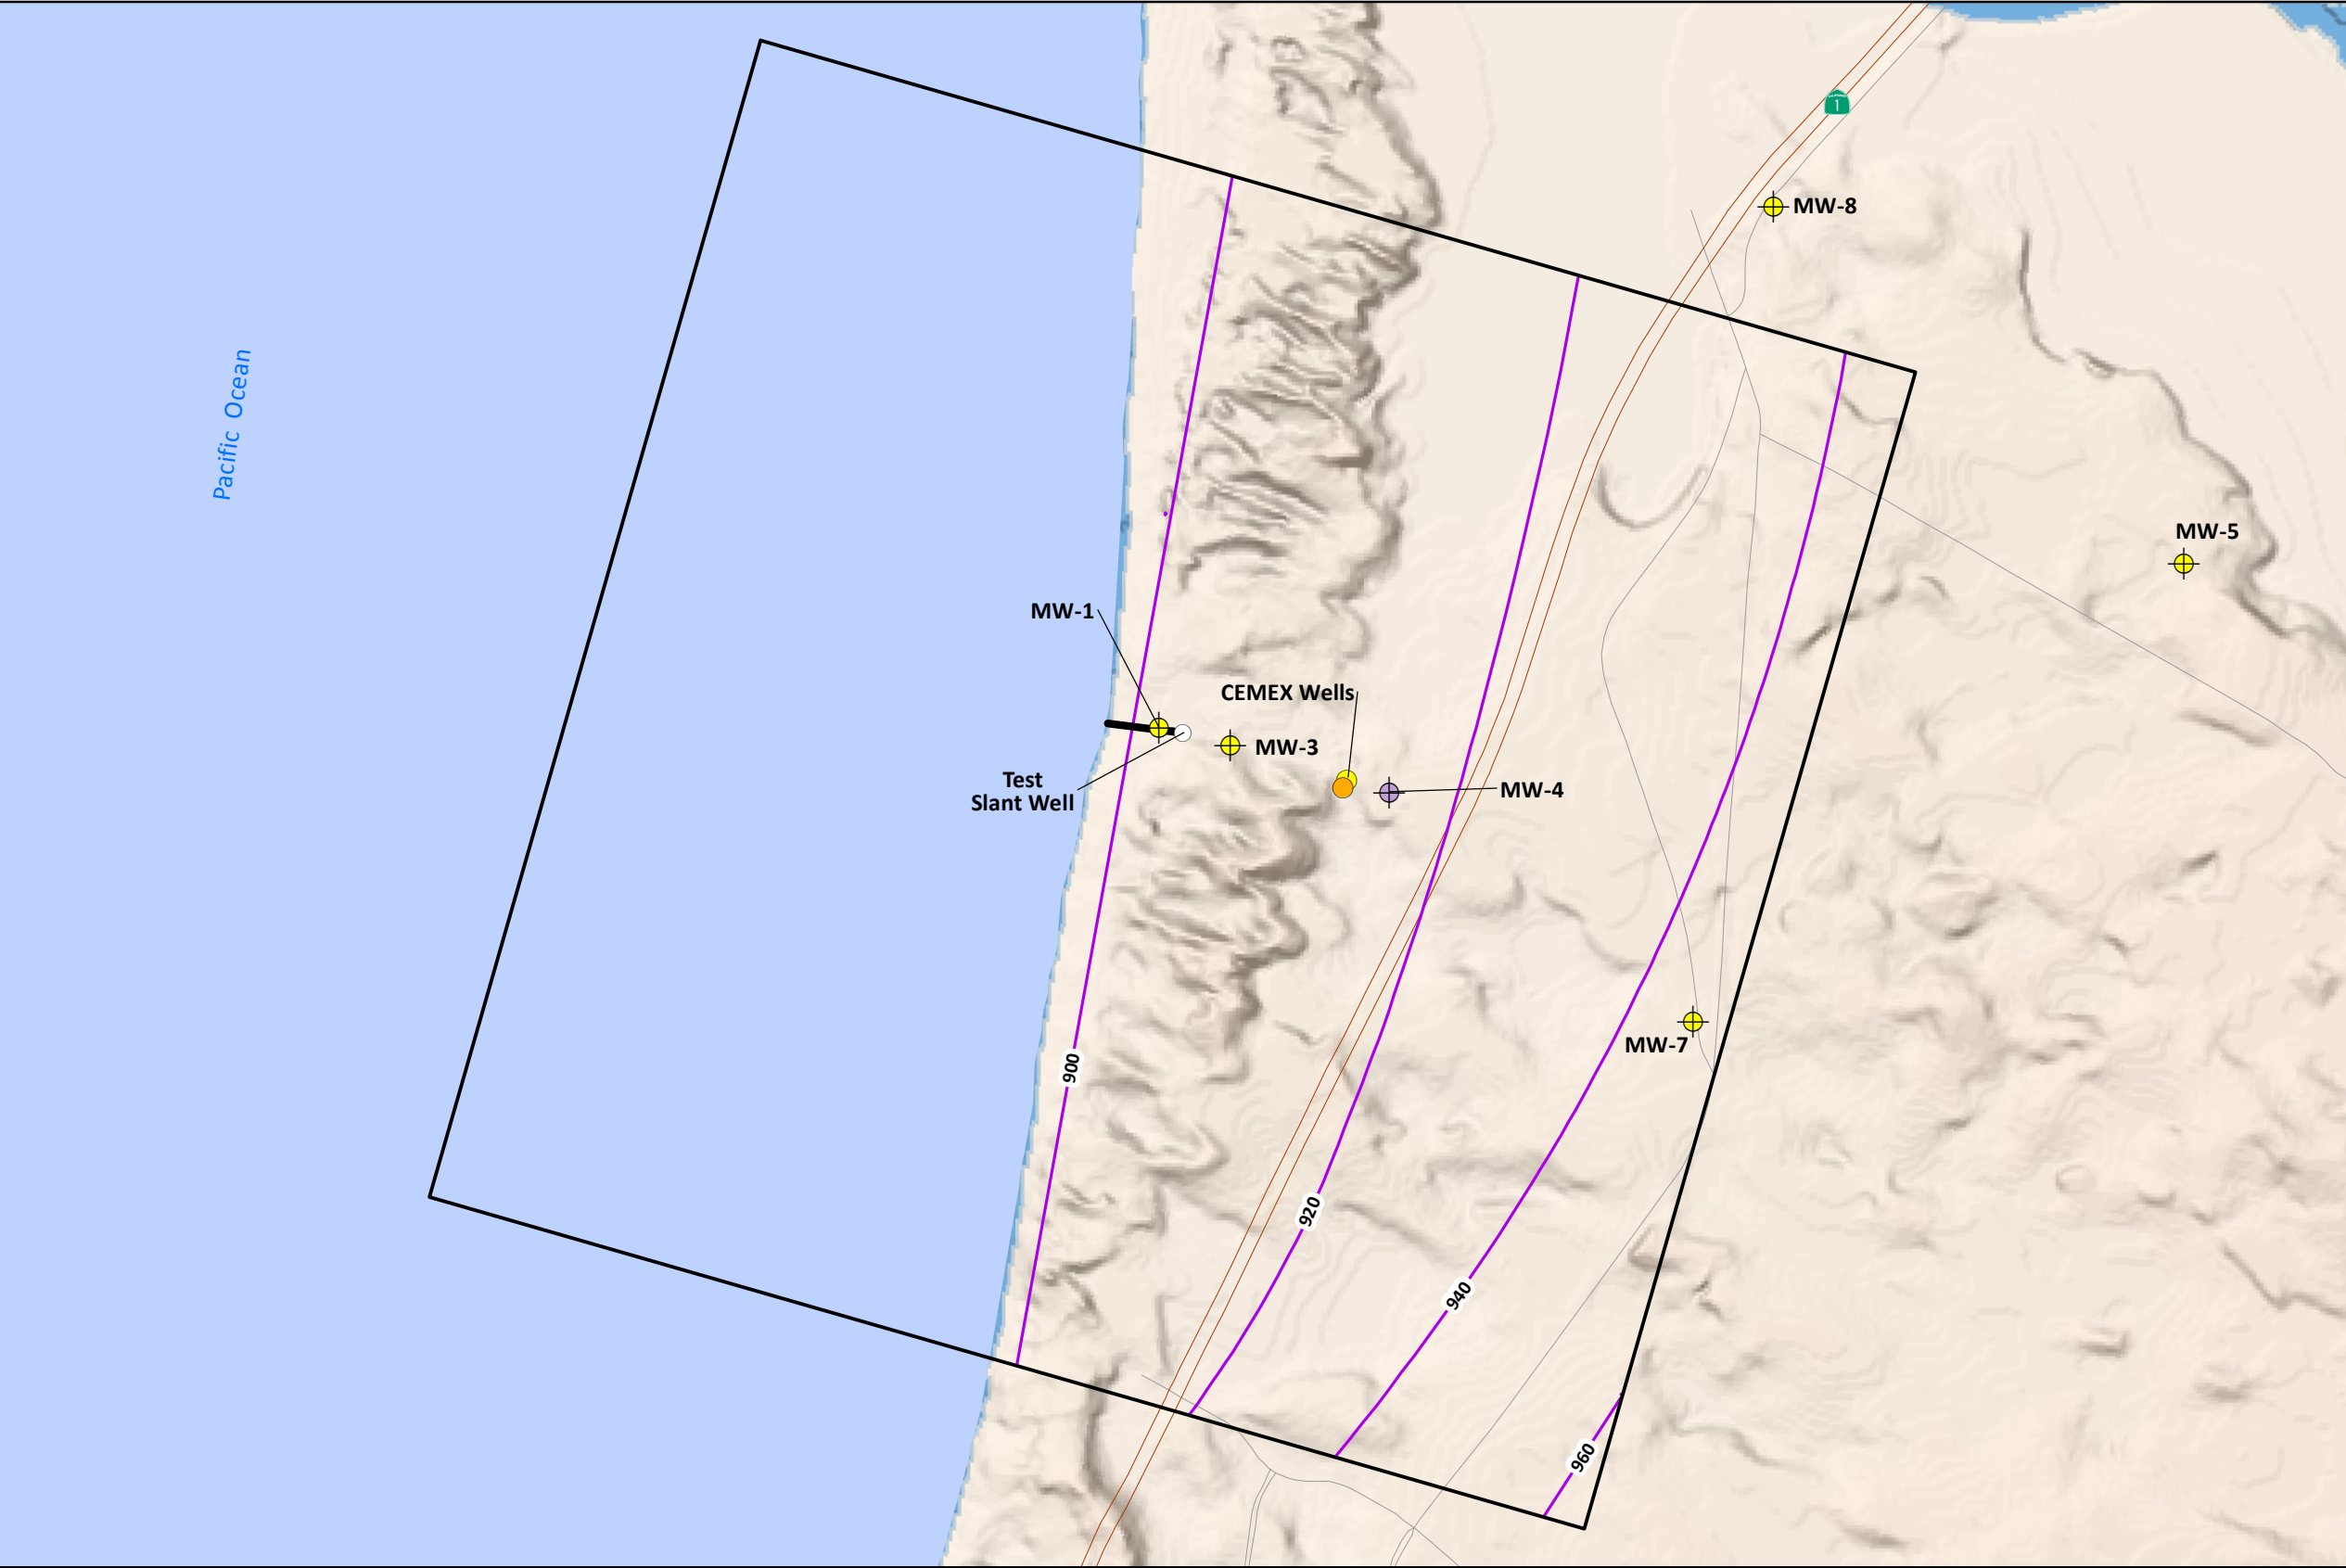 1
MW-8
Pacific Ocean
MW-5
MW-1
CEMEX Wells
MW-3
Test
Slant Well
MW-4
MW-7
900
920
940
960